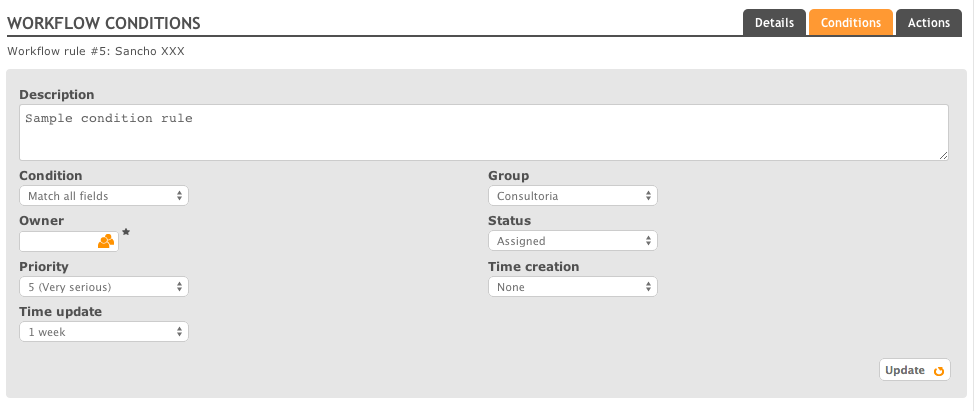 WORKFLOW CONDITIONS
Details
Conditions
Actions
Workflow rule #5: Sancho XXX
Description
Sample condition rule
Condition
Group
Match all fields
Consultoria
Owner
Status
*
Assigned
Priority
Time creation
5 (Very serious)
None
Time update
1 week
Update